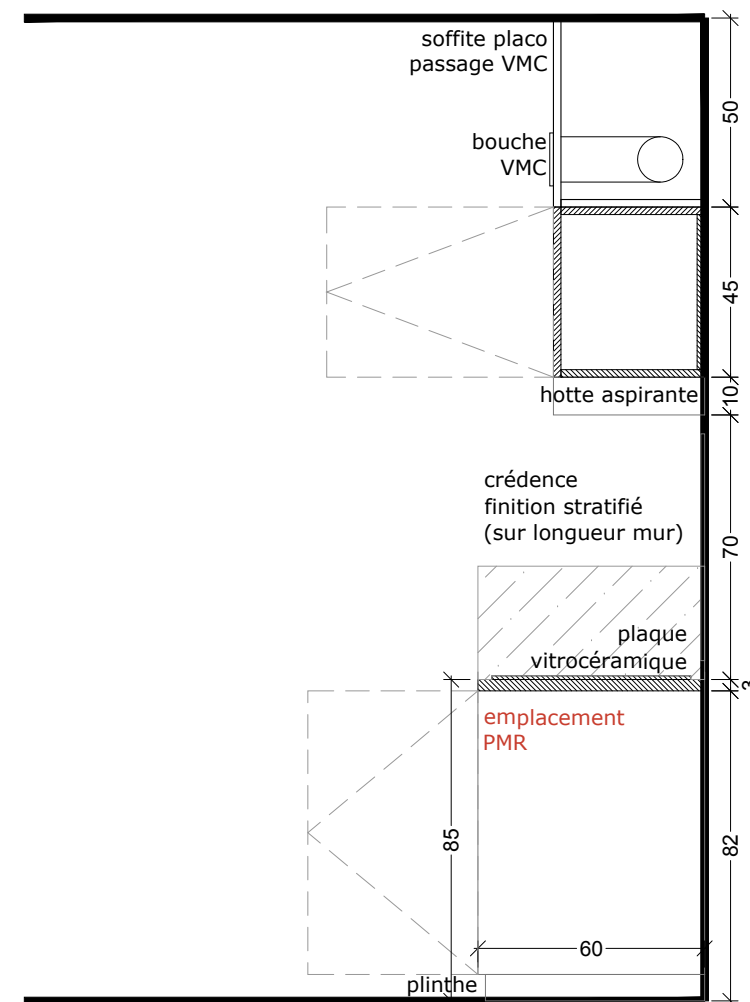 soffite placo
passage VMC
50
bouche
VMC
45
hotte aspirante
10
crédence
finition stratifié
(sur longueur mur)
70
plaque
vitrocéramique
3
emplacement
PMR
85
82
60
plinthe